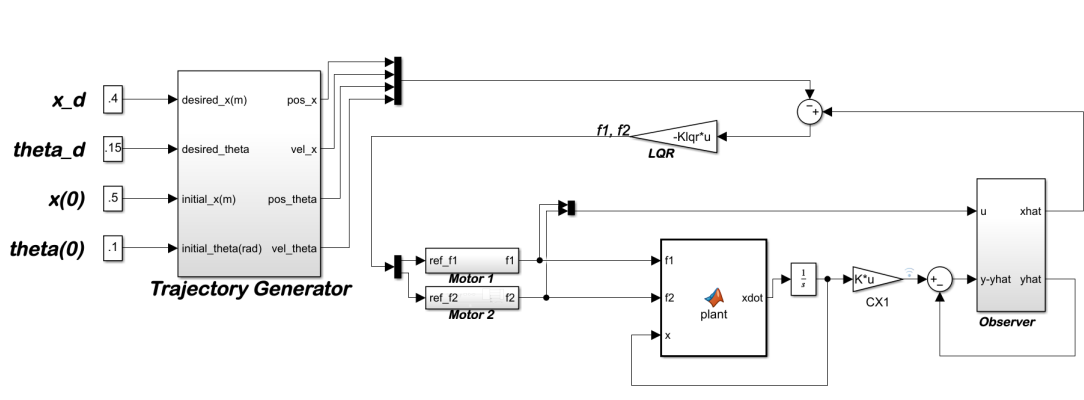 x_d
.4
desired_x(m)
pos_x
theta_d
.15
desired_theta
vel_x
x(0)
.5
initial_x(m)
pos_theta
theta(0)
.1
initial_theta(rad)
vel_theta
Trajectory Generator
−
+
f1, f2
-Klqr*u
LQR
ref_f1
f1
Motor 1
ref_f2
f2
Motor 2
f1
f2
x
xdot
plant
1
s
K*u
CX1
+
−
u
xhat
y-yhat
yhat
Observer